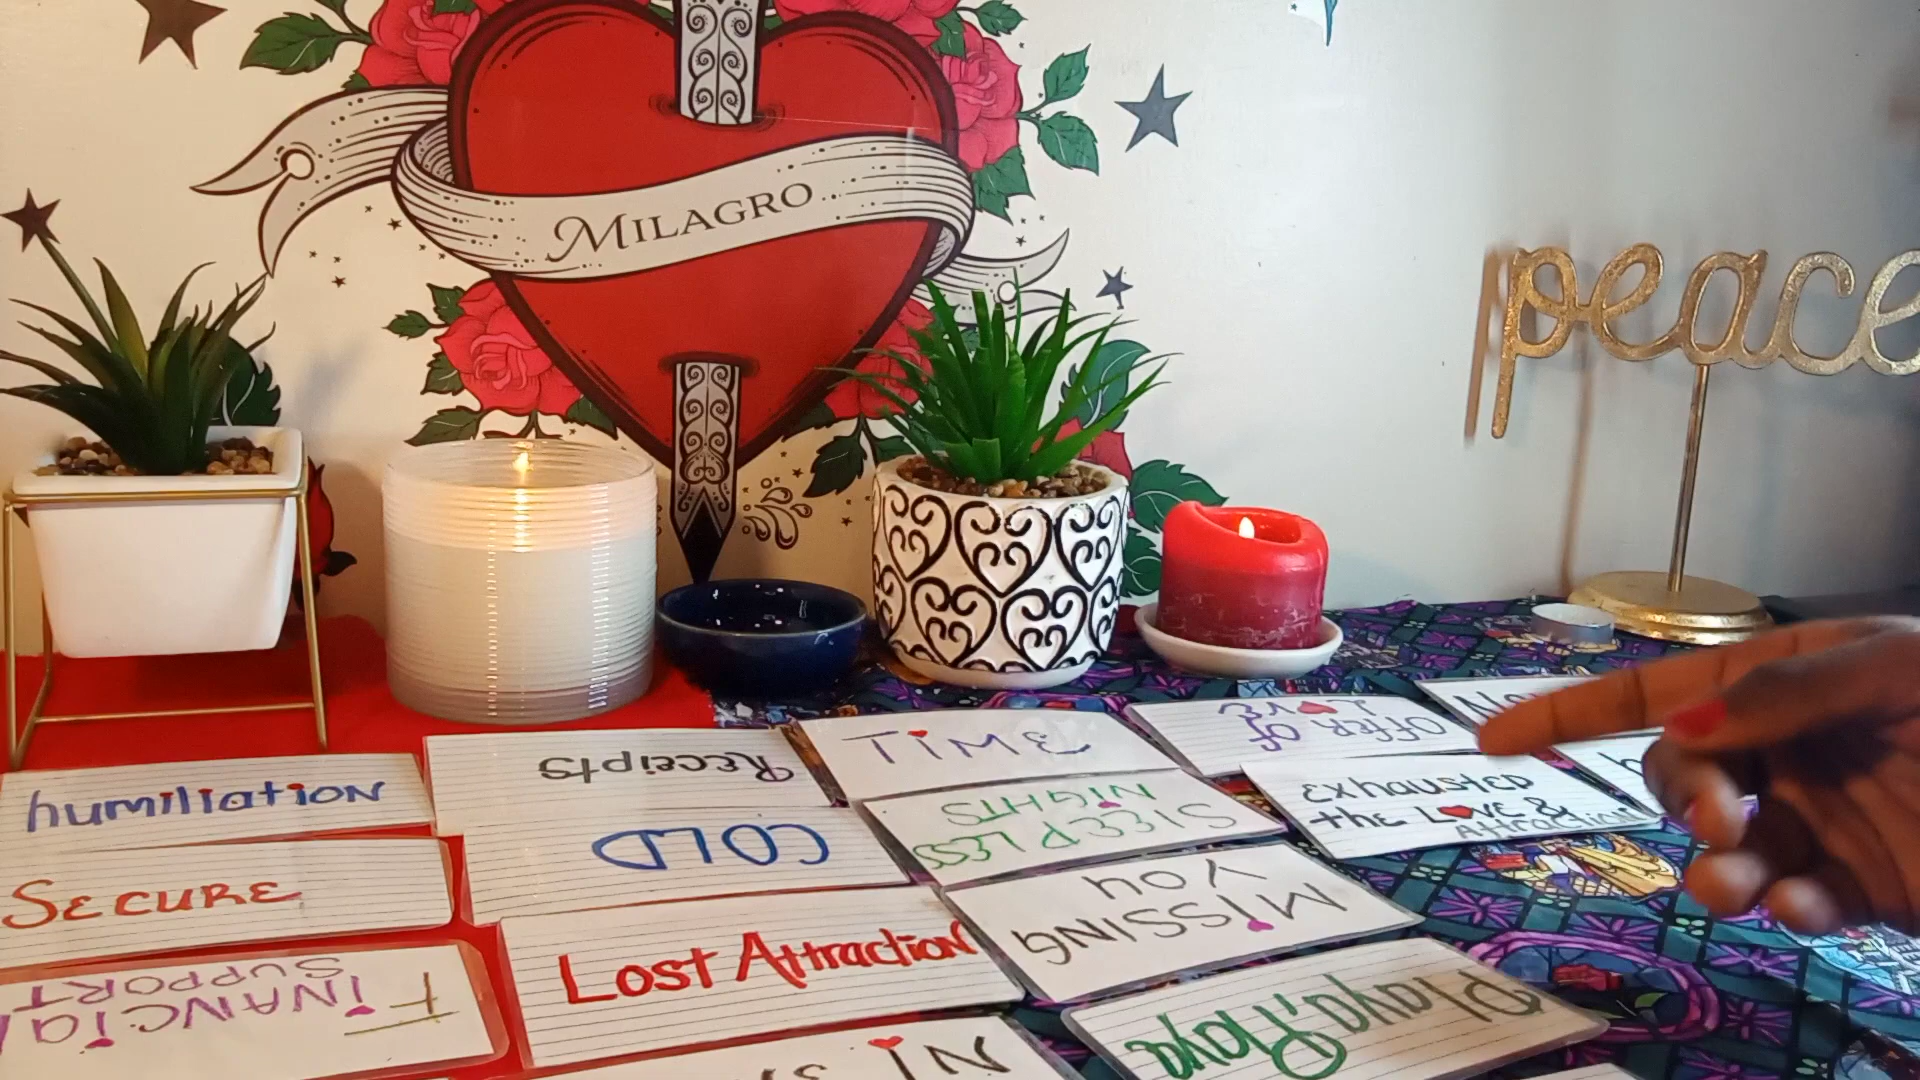 MILAGRO
peace
humiliation
Receipts
TIME
OFFER OF
LOVE
SECURE
COLD
SlEEPLESS
NIGHTS
EXHAUSTED
the LOVE &
Attraction
FINANCIAl
SUPPORT
Lost Attraction
MISSING
YOU
Playa Playa